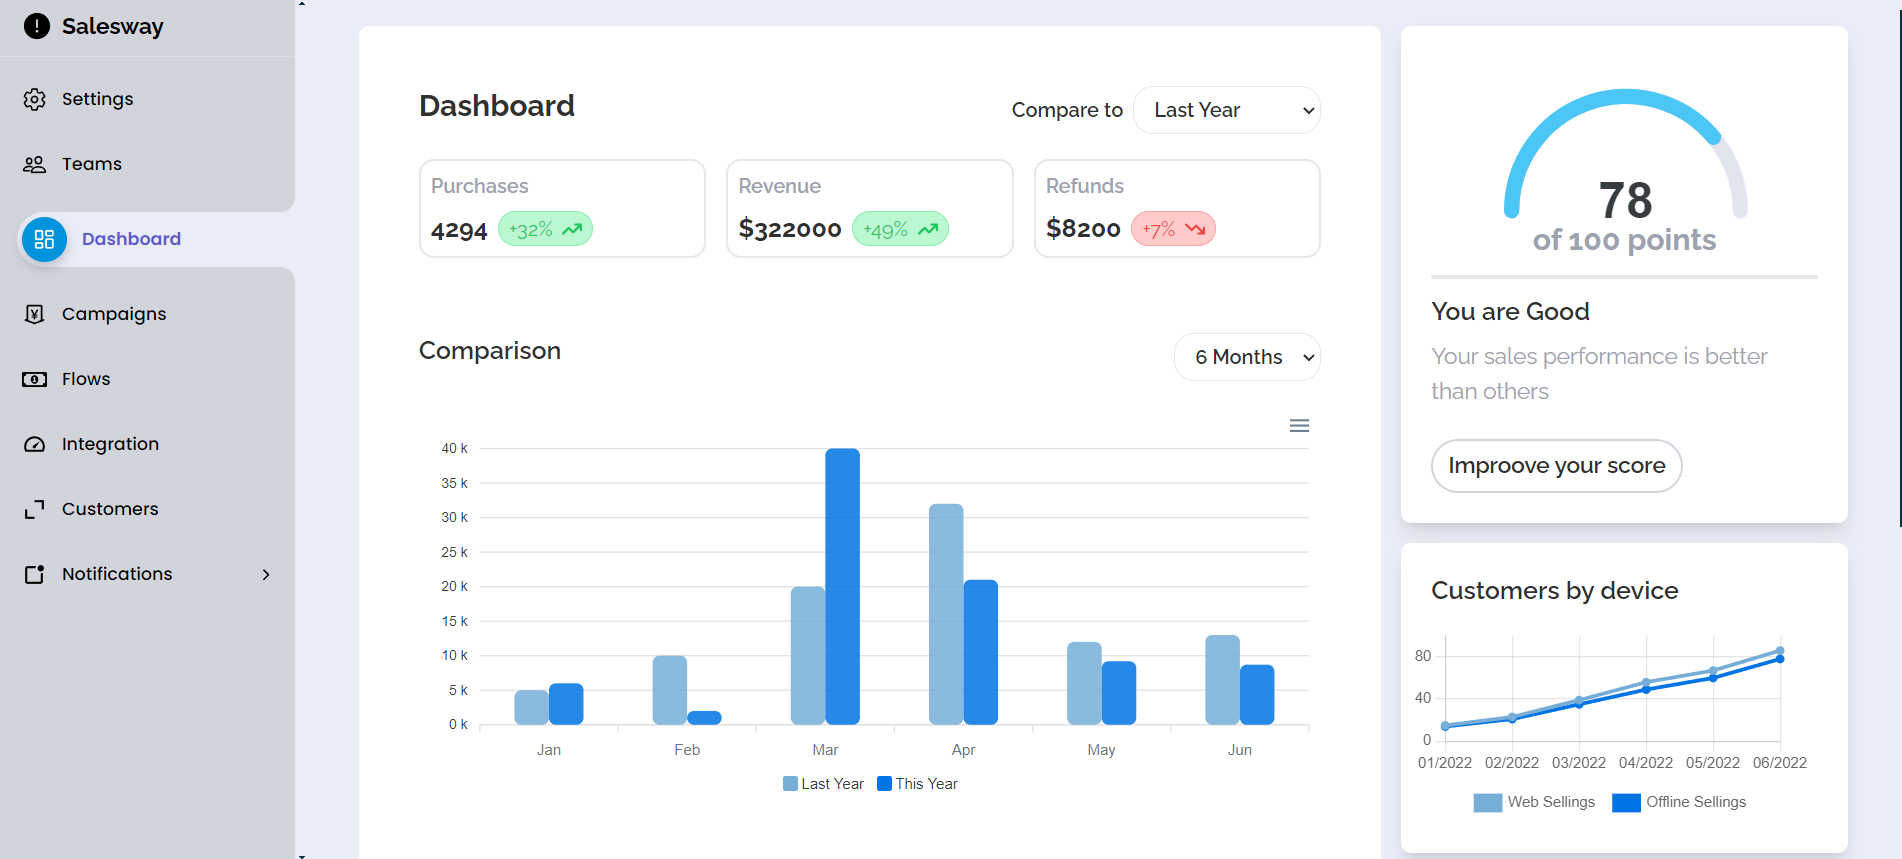 Salesway
Settings
Teams
Dashboard
Campaigns
Flows
Integration
Customers
Notifications
Dashboard
Compare to Last Year
Purchases
4294 +32%
Revenue
$322000 +49%
Refunds
$8200 +7%
Comparison
6 Months
40 k
35 k
30 k
25 k
20 k
15 k
10 k
5 k
0 k
Jan Feb Mar Apr May Jun
Last Year This Year
78
of 100 points
You are Good
Your sales performance is better
than others
Improove your score
Customers by device
80
40
0
01/2022 02/2022 03/2022 04/2022 05/2022 06/2022
Web Sellings Offline Sellings